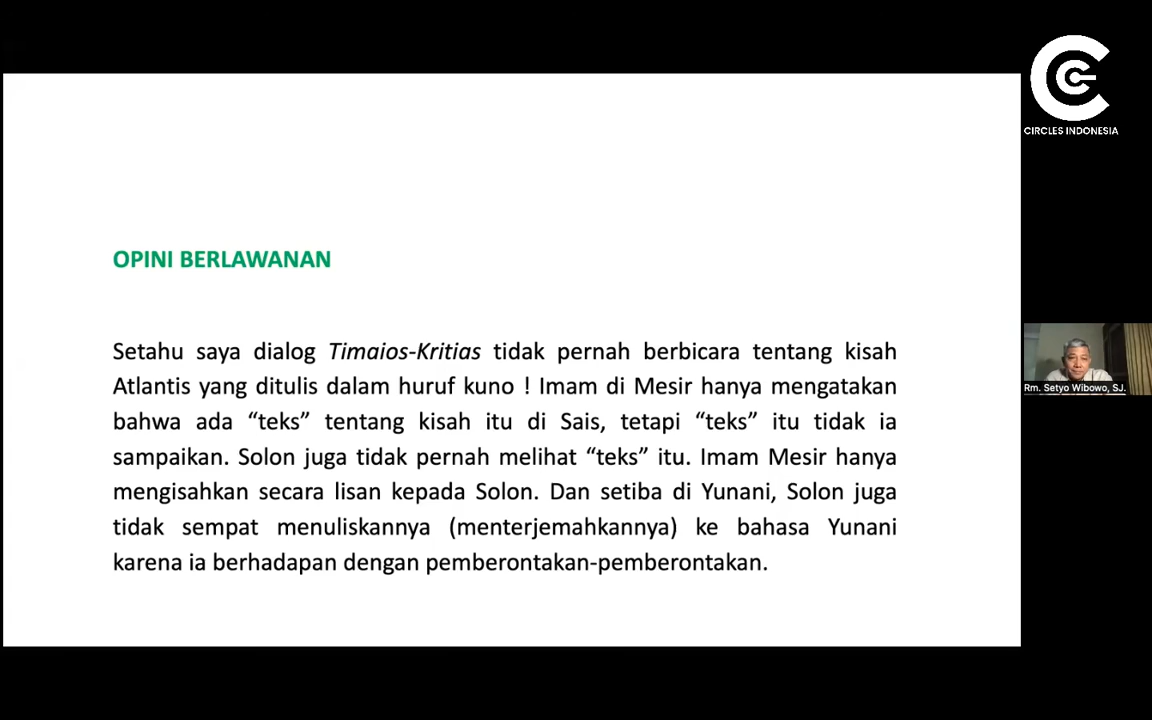 CIRCLES INDONESIA
OPINI BERLAWANAN
Setahu saya dialog Timaios-Kritias tidak pernah berbicara tentang kisah
Atlantis yang ditulis dalam huruf kuno ! Imam di Mesir hanya mengatakan
bahwa ada “teks” tentang kisah itu di Sais, tetapi “teks” itu tidak ia
sampaikan. Solon juga tidak pernah melihat “teks” itu. Imam Mesir hanya
mengisahkan secara lisan kepada Solon. Dan setiba di Yunani, Solon juga
tidak sempat menuliskannya (menterjemahkannya) ke bahasa Yunani
karena ia berhadapan dengan pemberontakan-pemberontakan.
Rm. Setyo Wibowo, SJ.